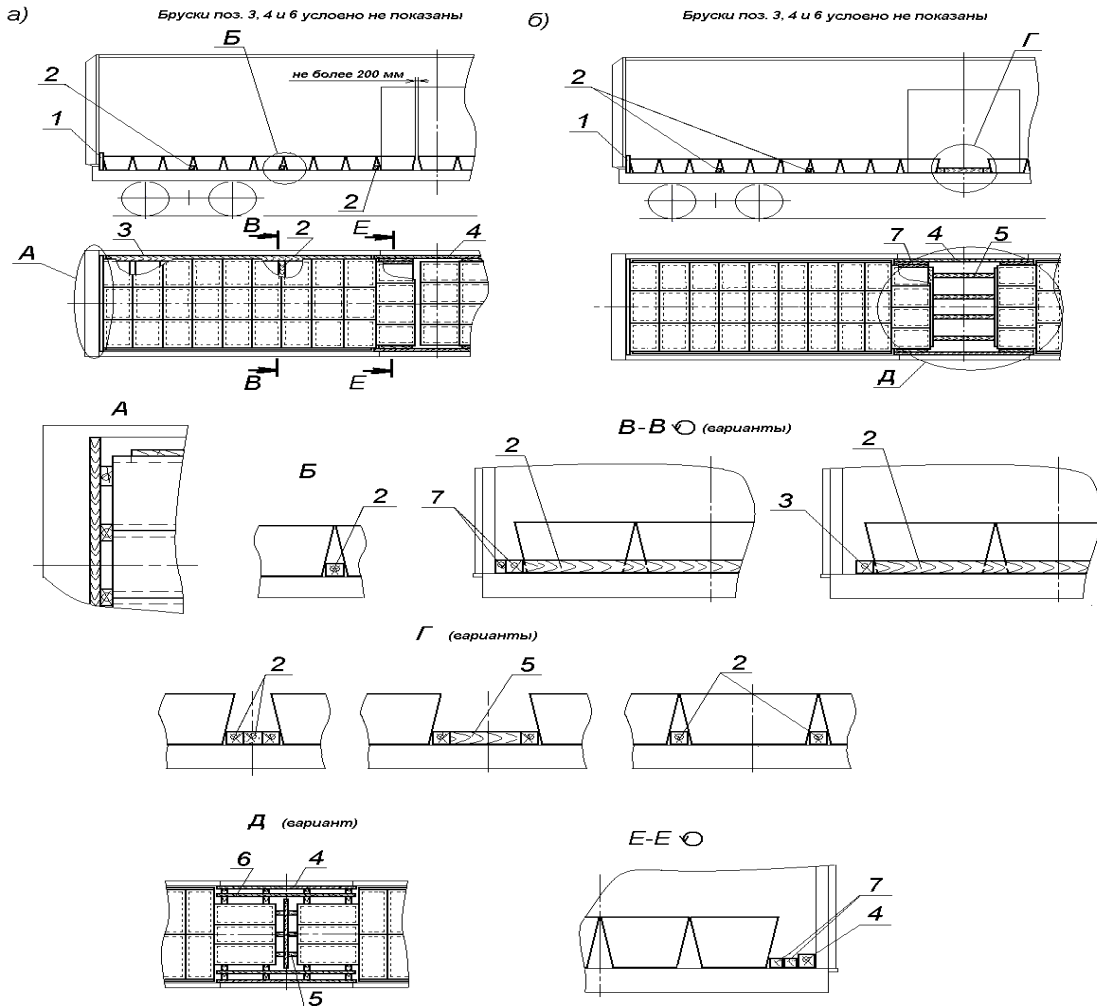 а)
Бруски поз. 3, 4 и 6 условно не показаны
б)
Бруски поз. 3, 4 и 6 условно не показаны
Б
Г
2
не более 200 мм
2
1
1
2
В
Е
3
2
4
А
7
4
5
В
Е
Д
А
В-В (варианты)
Б
2
2
2
7
3
Г (варианты)
2
5
2
Д (вариант)
Е-Е
6
4
7
4
5